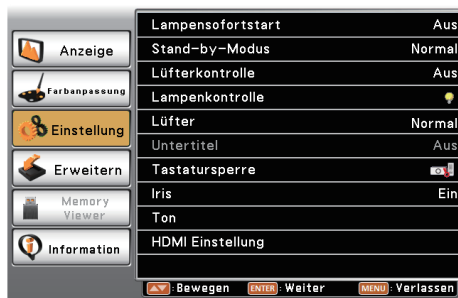 Anzeige
Farbanpassung
Einstellung
Erweitern
Memory
Viewer
Information
Lampensofortstart Aus
Stand-by-Modus Normal
Lüfterkontrolle Aus
Lampenkontrolle
Lüfter Normal
Untertitel Aus
Tastatursperre
Iris Ein
Ton
HDMI Einstellung
:Bewegen ENTER :Weiter MENU :Verlassen